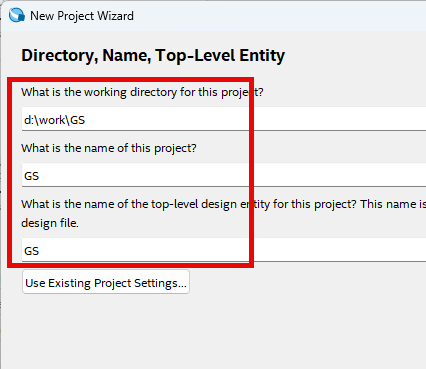 New Project Wizard
Directory, Name, Top-Level Entity
What is the working directory for this project?
d:\work\GS
What is the name of this project?
GS
What is the name of the top-level design entity for this project? This name is
design file.
GS
Use Existing Project Settings...